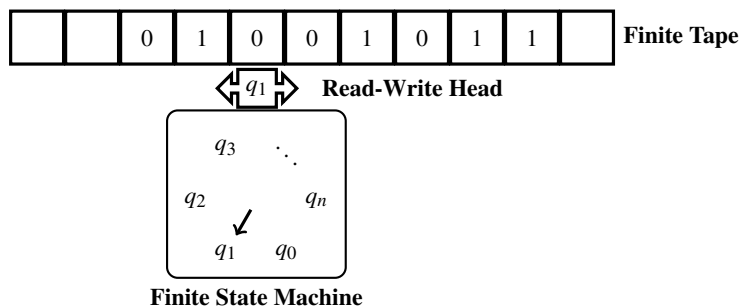 0 1 0 0 1 0 1 1 Finite Tape
q1 Read-Write Head
q3 ⋱
q2 qn
q1 q0
Finite State Machine